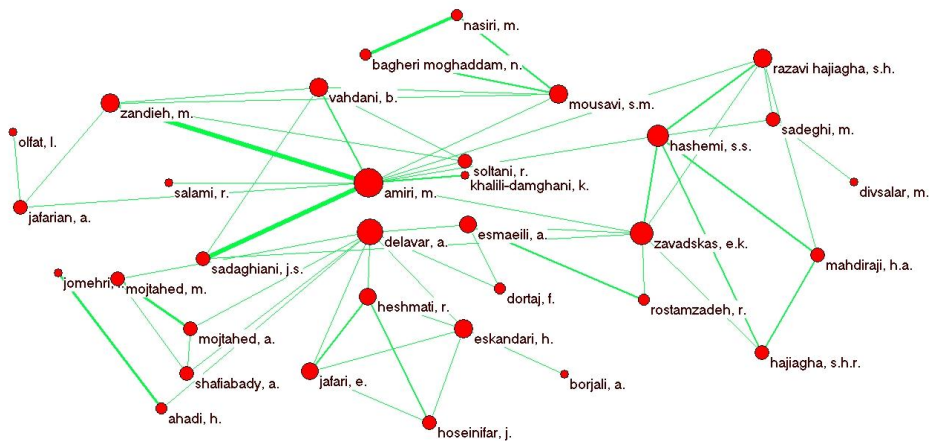 nasiri, m.
bagheri moghaddam, n.
razavi hajiagha, s.h.
vahdani, b.
mousavi, s.m.
zandieh, m.
sadeghi, m.
olfat, l.
hashemi, s.s.
soltani, r.
khalili-damghani, k.
salami, r.
amiri, m.
divsalar, m.
jafarian, a.
esmaeili, a.
delavar, a.
zavadskas, e.k.
sadaghiani, j.s.
mahdiraji, h.a.
jomehri,
mojtahed, m.
dortaj, f.
heshmati, r.
rostamzadeh, r.
mojtahed, a.
eskandari, h.
hajiagha, s.h.r.
shafiabady, a.
jafari, e.
borjali, a.
ahadi, h.
hoseinifar, j.